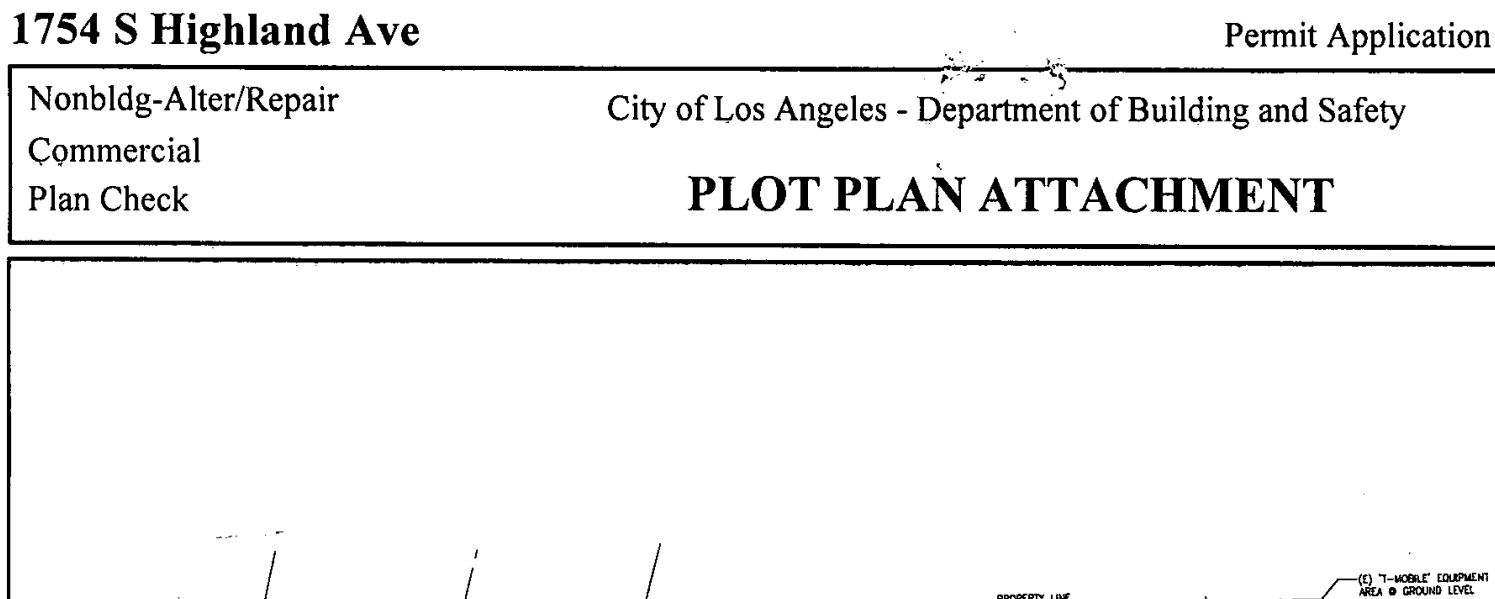 1754 S Highland Ave
Permit Application
Nonbldg-Alter/Repair
Commercial
Plan Check
City of Los Angeles - Department of Building and Safety
PLOT PLAN ATTACHMENT
(E) "T-MOBILE" EQUIPMENT
AREA @ GROUND LEVEL
PROPERTY LINE